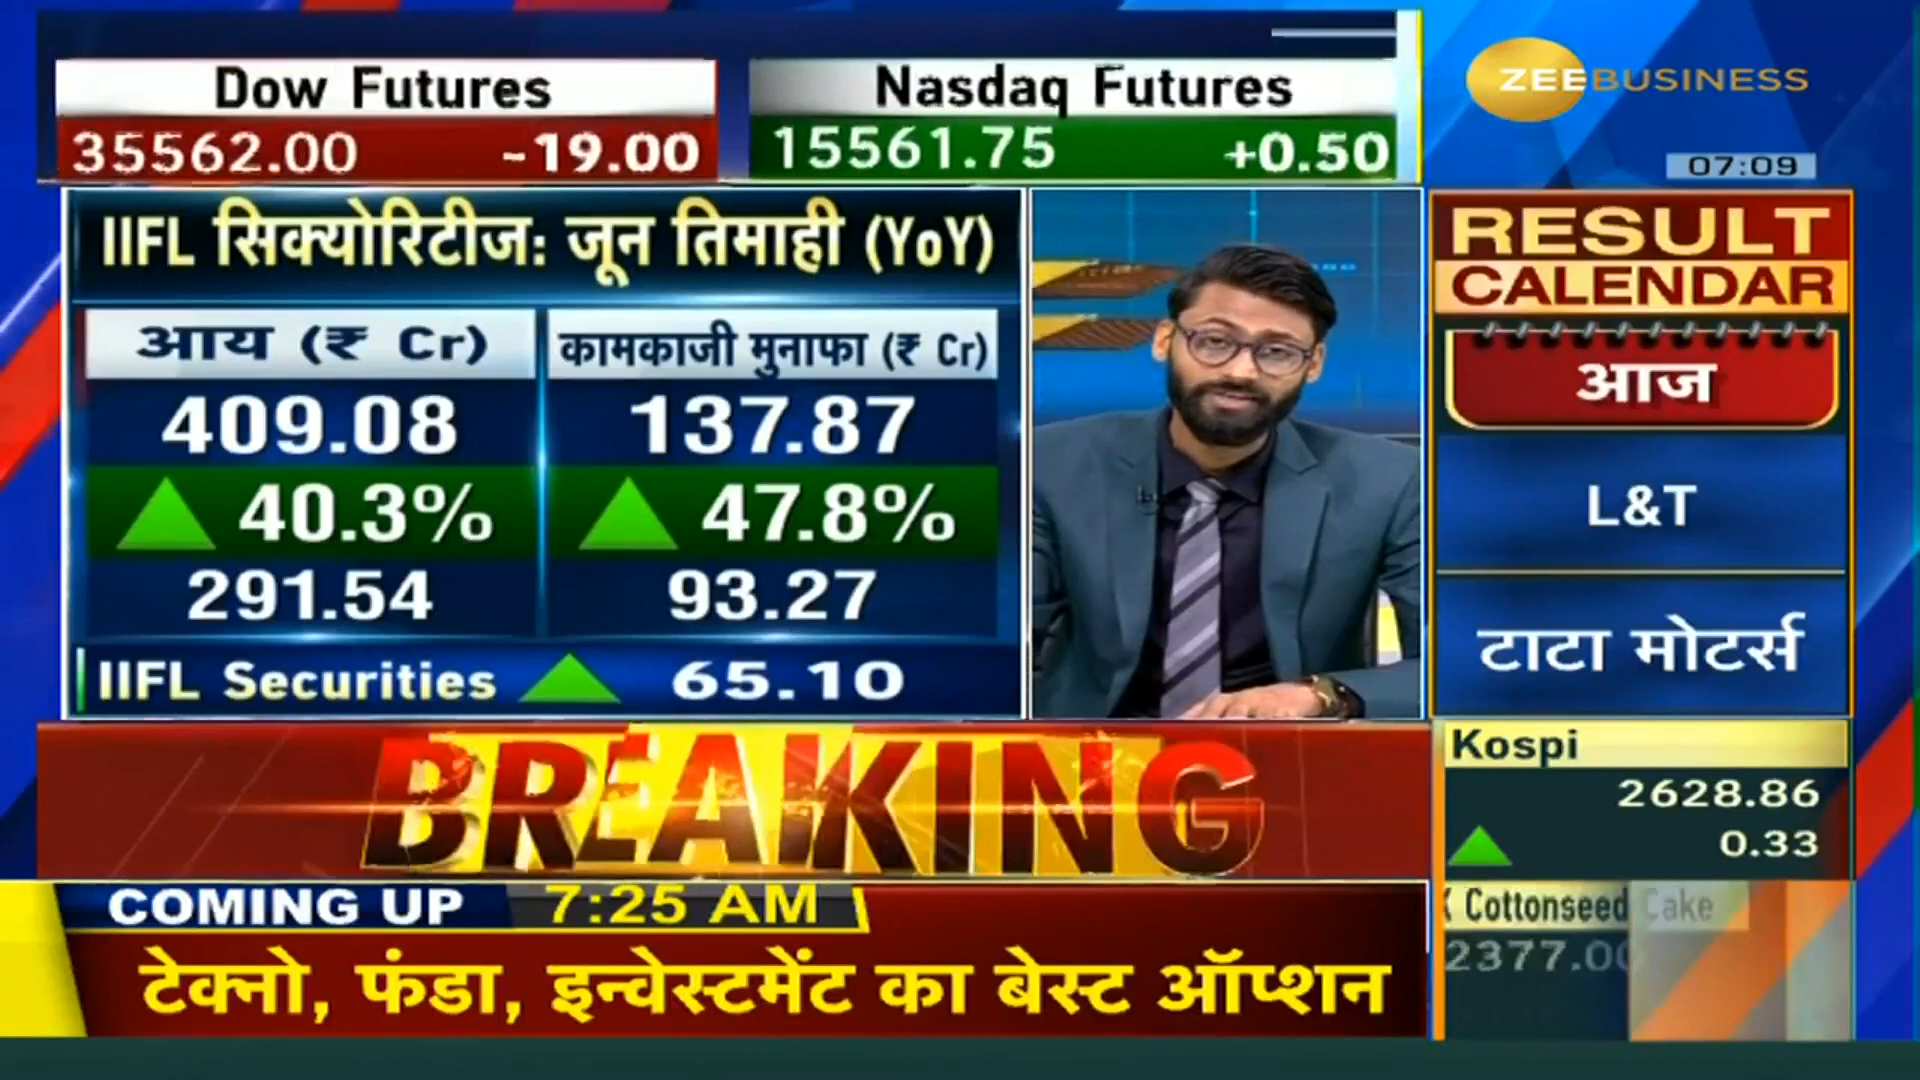 Dow Futures
35562.00 -19.00
Nasdaq Futures
15561.75 +0.50
ZEEBUSINESS
07:09
IIFL सिक्योरिटीज: जून तिमाही (YoY)
आय (₹ Cr) कामकाजी मुनाफा (₹ Cr)
409.08 137.87
40.3% 47.8%
291.54 93.27
IIFL Securities 65.10
RESULT
CALENDAR
आज
L&T
टाटा मोटर्स
BREAKING
Kospi
2628.86
0.33
Cottonseed Cake
2377.00
COMING UP 7:25 AM
टेक्नो, फंडा, इन्वेस्टमेंट का बेस्ट ऑप्शन